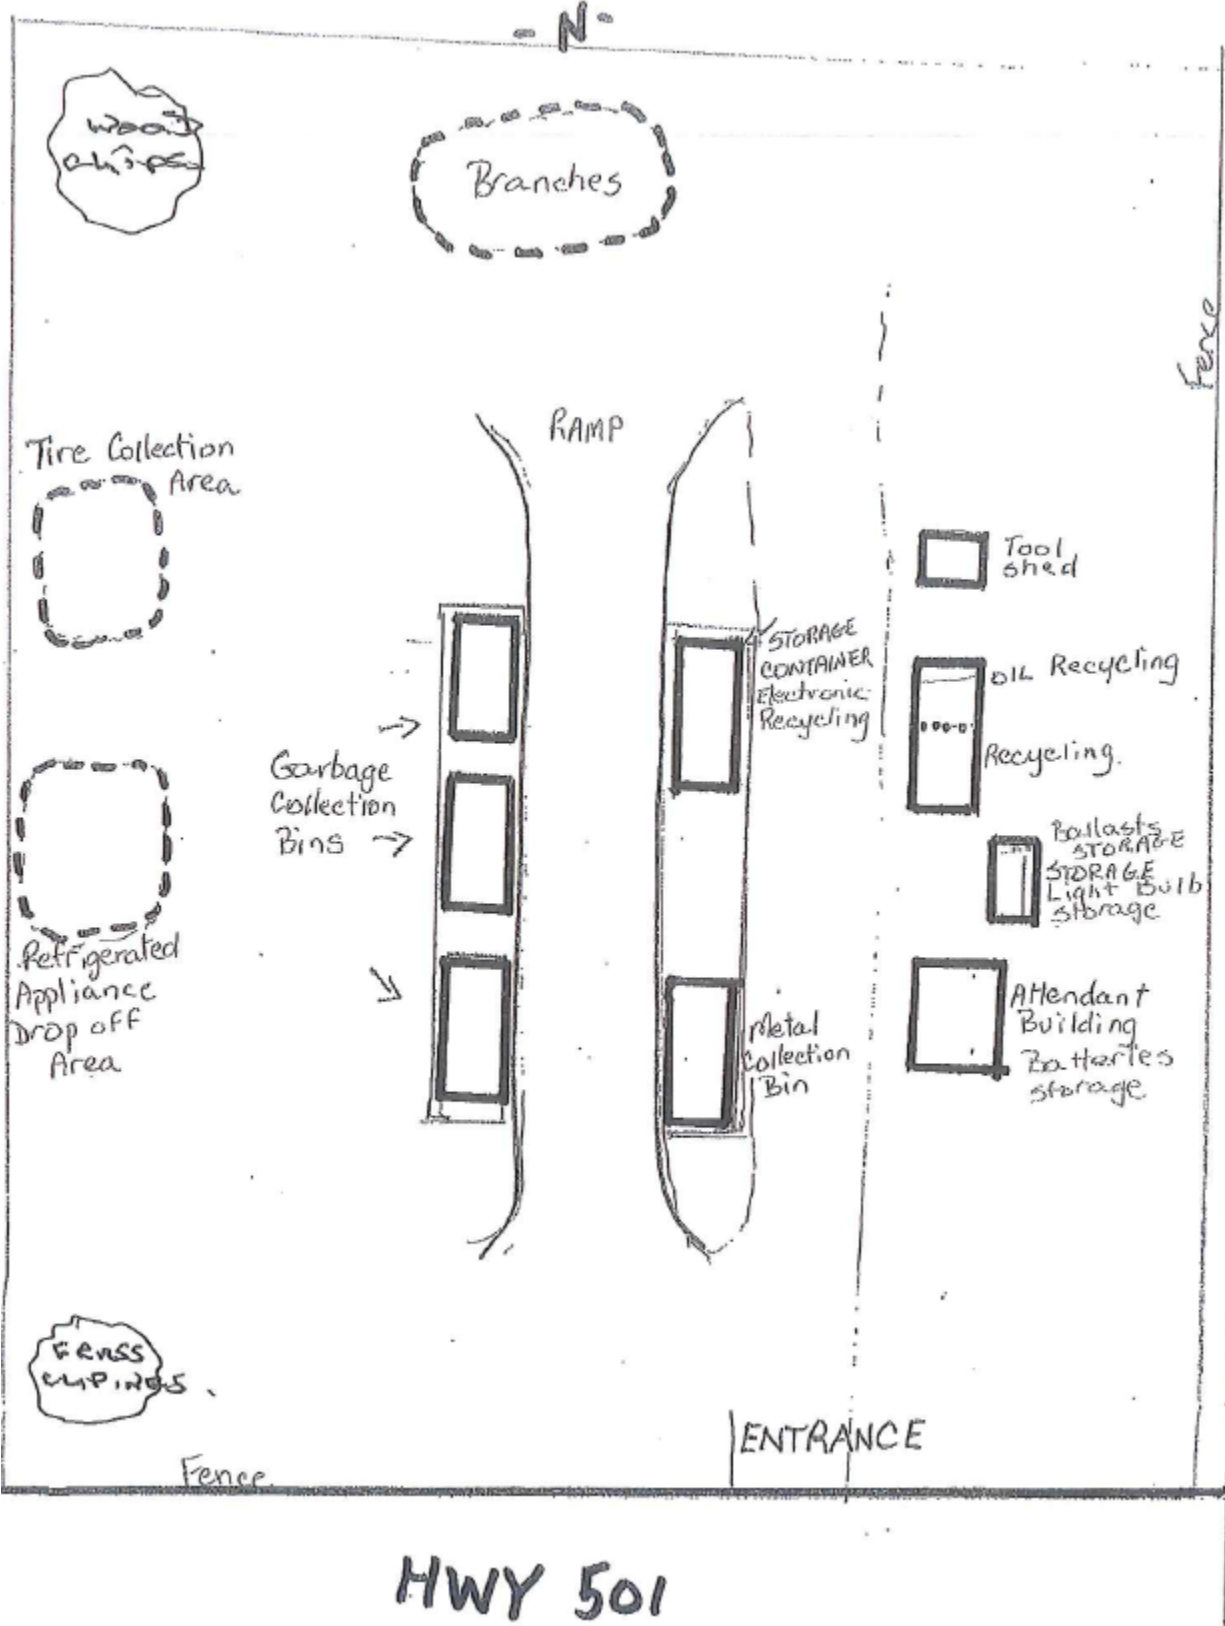 - N -
Wood
chips
Branches
Fence
RAMP
Tire Collection
Area
Tool
shed
STORAGE
CONTAINER
Electronic
Recycling
OIL Recycling
Recycling.
Garbage
Collection
Bins
Ballasts
STORAGE
STORAGE
Light Bulb
Storage
Refrigerated
Appliance
Drop off
Area
Attendant
Building
Batteries
storage
Metal
Collection
Bin
CLIPINGS.
ENTRANCE
Fence
HWY 501